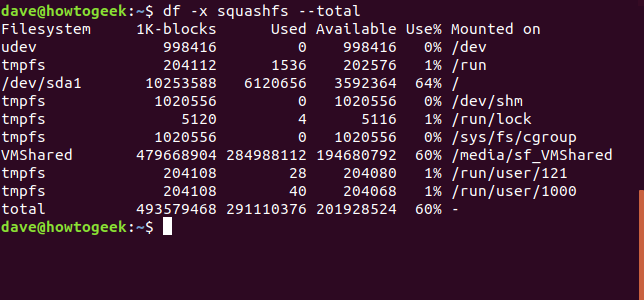 dave@howtogeek:~$ df -x squashfs --total
Filesystem     1K-blocks      Used Available Use% Mounted on
udev              998416         0    998416   0% /dev
tmpfs             204112      1536    202576   1% /run
/dev/sda1       10253588   6120656   3592364  64% /
tmpfs            1020556         0   1020556   0% /dev/shm
tmpfs               5120         4      5116   1% /run/lock
tmpfs            1020556         0   1020556   0% /sys/fs/cgroup
VMShared       479668904 284988112 194680792  60% /media/sf_VMShared
tmpfs             204108        28    204080   1% /run/user/121
tmpfs             204108        40    204068   1% /run/user/1000
total          493579468 291110376 201928524  60% -
dave@howtogeek:~$